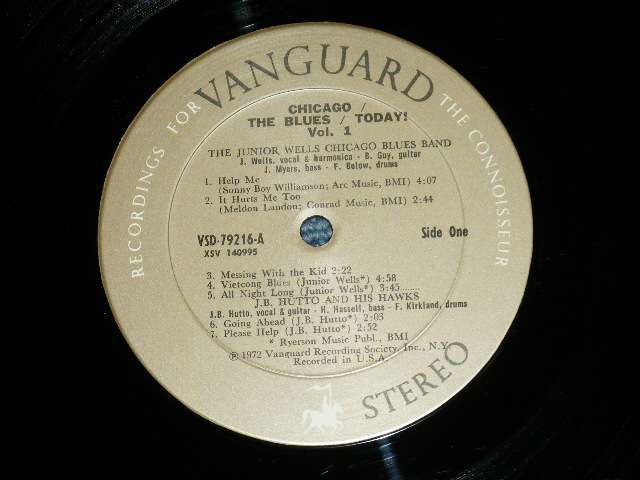 RECORDINGS FOR VANGUARD THE CONNOISSEUR
CHICAGO /
THE BLUES / TODAY!
Vol. 1
THE JUNIOR WELLS CHICAGO BLUES BAND
J. Wells, vocal & harmonica - B. Guy, guitar
J. Myers, bass - F. Below, drums
1. Help Me
(Sonny Boy Williamson; Arc Music, BMI) 4:07
2. It Hurts Me Too
(Meldon Laudon; Conrad Music, BMI) 2:44
VSD-79216-A
Side One
XSV 140995
3. Messing With the Kid 2:22
4. Vietcong Blues (Junior Wells*) 4:58
5. All Night Long (Junior Wells*) 3:45.......
J.B. HUTTO AND HIS HAWKS
J.B. Hutto, vocal & guitar - H. Hassell, bass - F. Kirkland, drums
6. Going Ahead (J.B. Hutto*) 2:03
7. Please Help (J.B. Hutto*) 2:52
* Ryerson Music Publ., BMI
℗ 1972 Vanguard Recording Society, Inc., N.Y.
Recorded in U.S.A.
STEREO